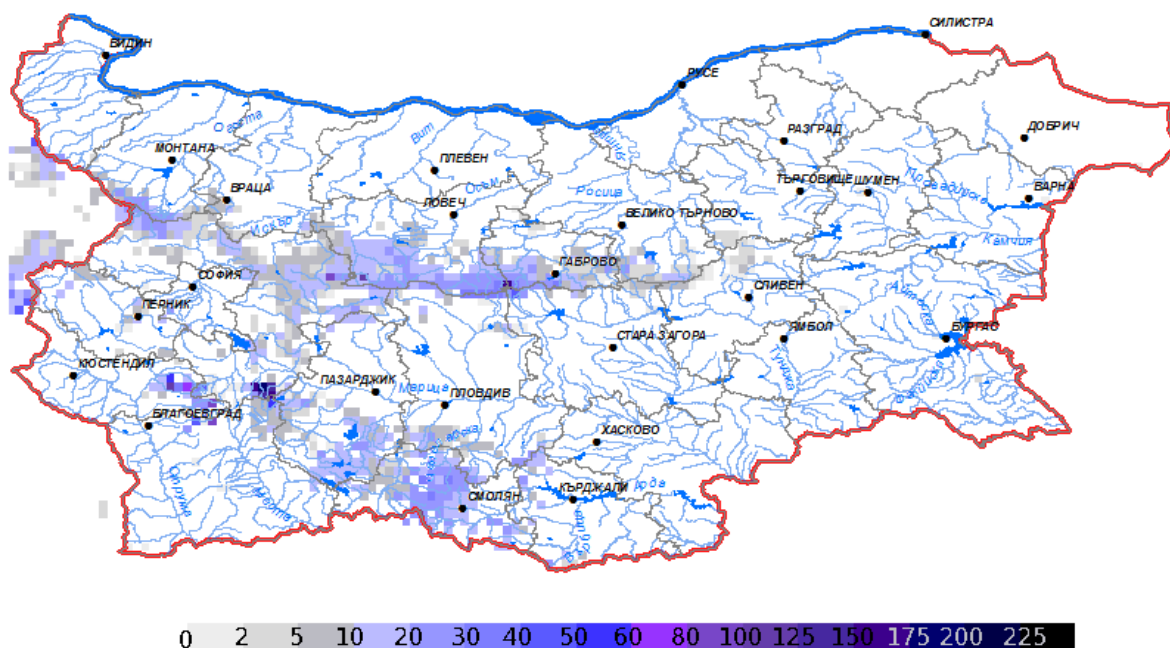 СИЛИСТРА
ВИДИН
РУСЕ
Огоста
Вит
РАЗГРАД
ДОБРИЧ
МОНТАНА
ПЛЕВЕН
ВРАЦА
Осъм
Росица
ТЪРГОВИЩЕ
ШУМЕН
ВАРНА
ЛОВЕЧ
ВЕЛИКО ТЪРНОВО
Искър
Камчия
СОФИЯ
ГАБРОВО
СЛИВЕН
ПЕРНИК
СТАРА ЗАГОРА
ЯМБОЛ
БУРГАС
КЮСТЕНДИЛ
ПАЗАРДЖИК
Марица
ПЛОВДИВ
БЛАГОЕВГРАД
ХАСКОВО
Струма
Места
СМОЛЯН
КЪРДЖАЛИ
0 2 5 10 20 30 40 50 60 80 100 125 150 175 200 225